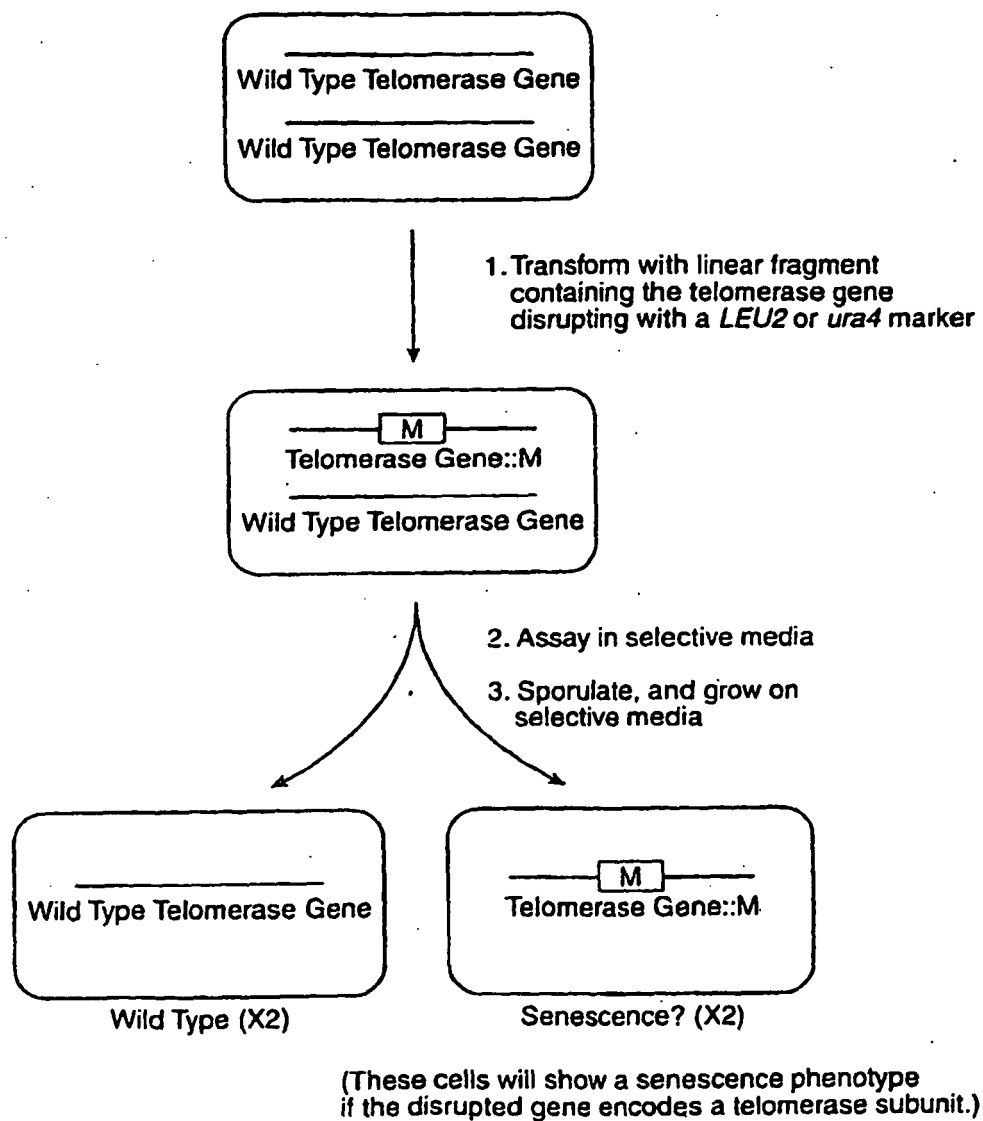 Wild Type Telomerase Gene
Wild Type Telomerase Gene
1. Transform with linear fragment
containing the telomerase gene
disrupting with a LEU2 or ura4 marker
M
Telomerase Gene::M
Wild Type Telomerase Gene
2. Assay in selective media
3. Sporulate, and grow on
selective media
Wild Type Telomerase Gene
M
Telomerase Gene::M
Wild Type (X2)
Senescence? (X2)
(These cells will show a senescence phenotype
if the disrupted gene encodes a telomerase subunit.)